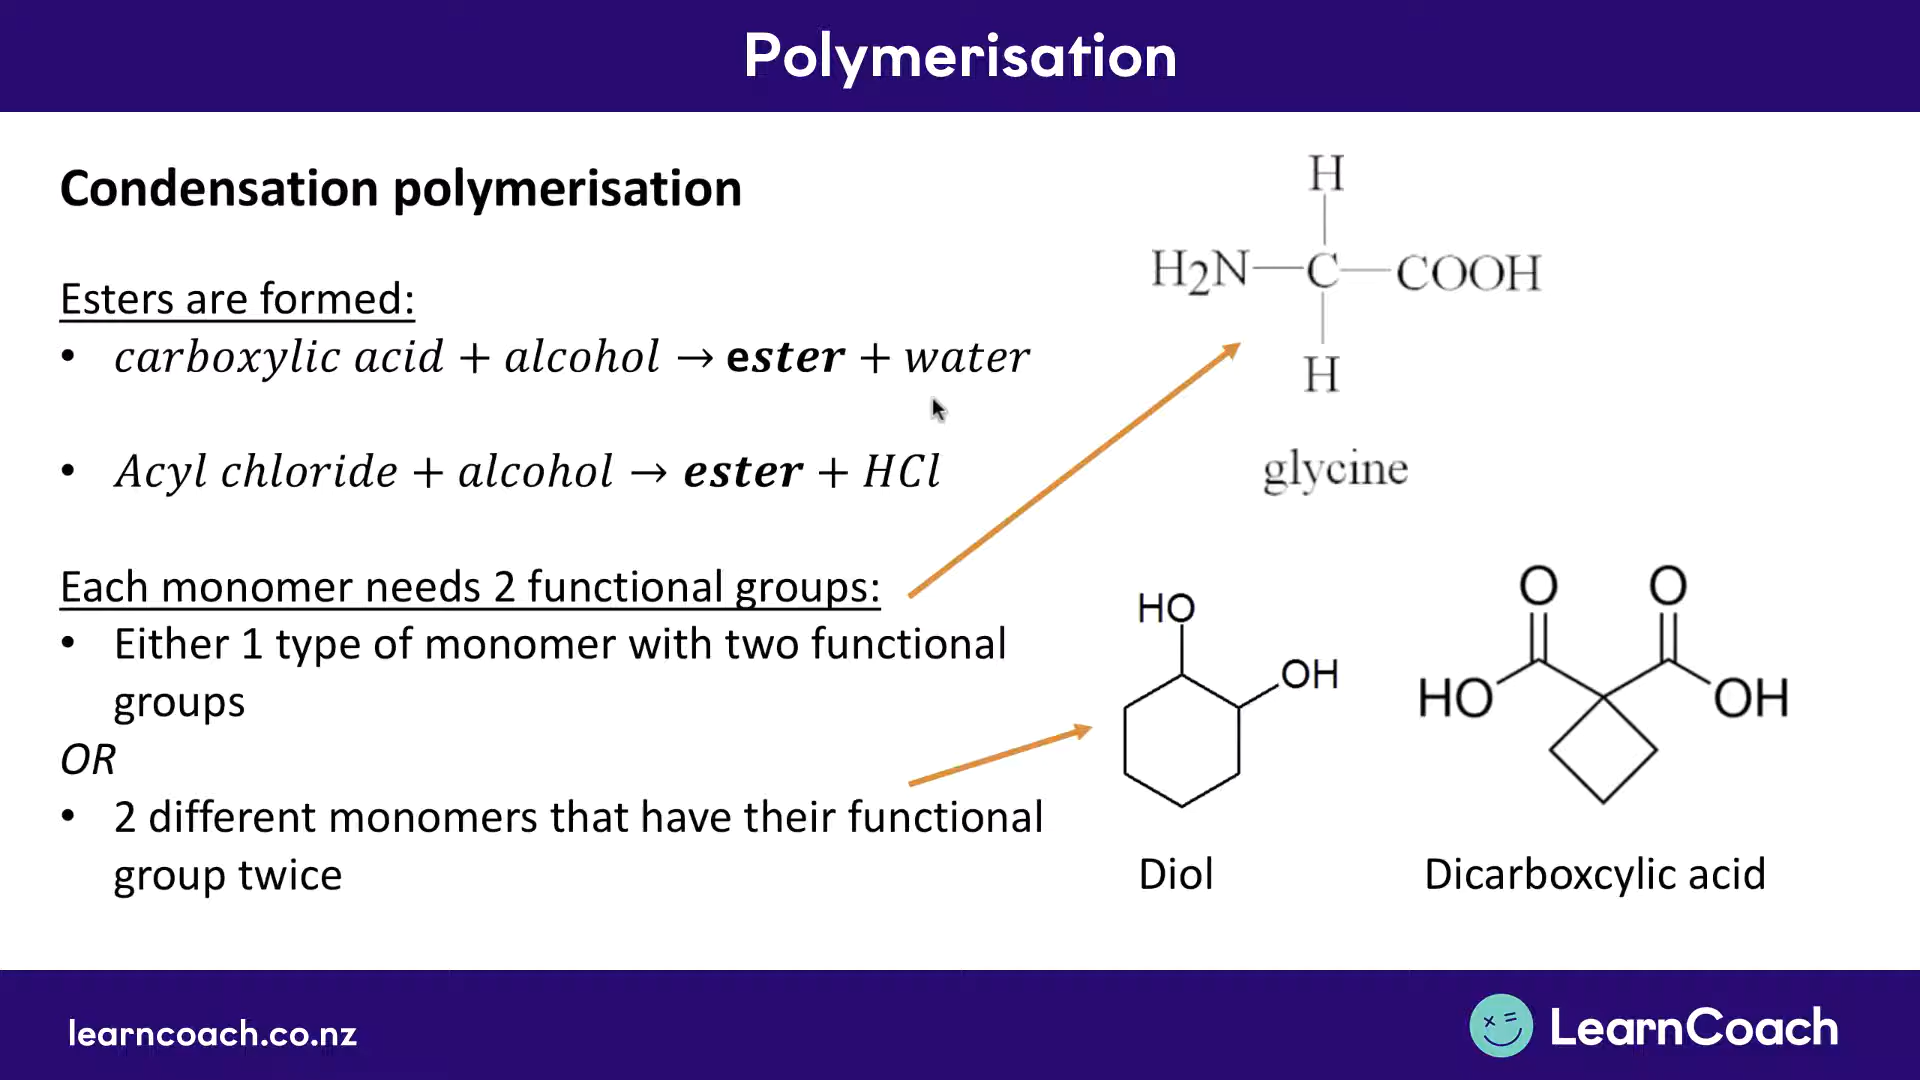 Polymerisation
Condensation polymerisation
Esters are formed:
• carboxylic acid + alcohol → ester + water
• Acyl chloride + alcohol → ester + HCl
Each monomer needs 2 functional groups:
• Either 1 type of monomer with two functional
groups
OR
• 2 different monomers that have their functional
group twice
H
H₂N—C—COOH
H
glycine
HO
OH
Diol
O O
HO OH
Dicarboxcylic acid
learncoach.co.nz
LearnCoach